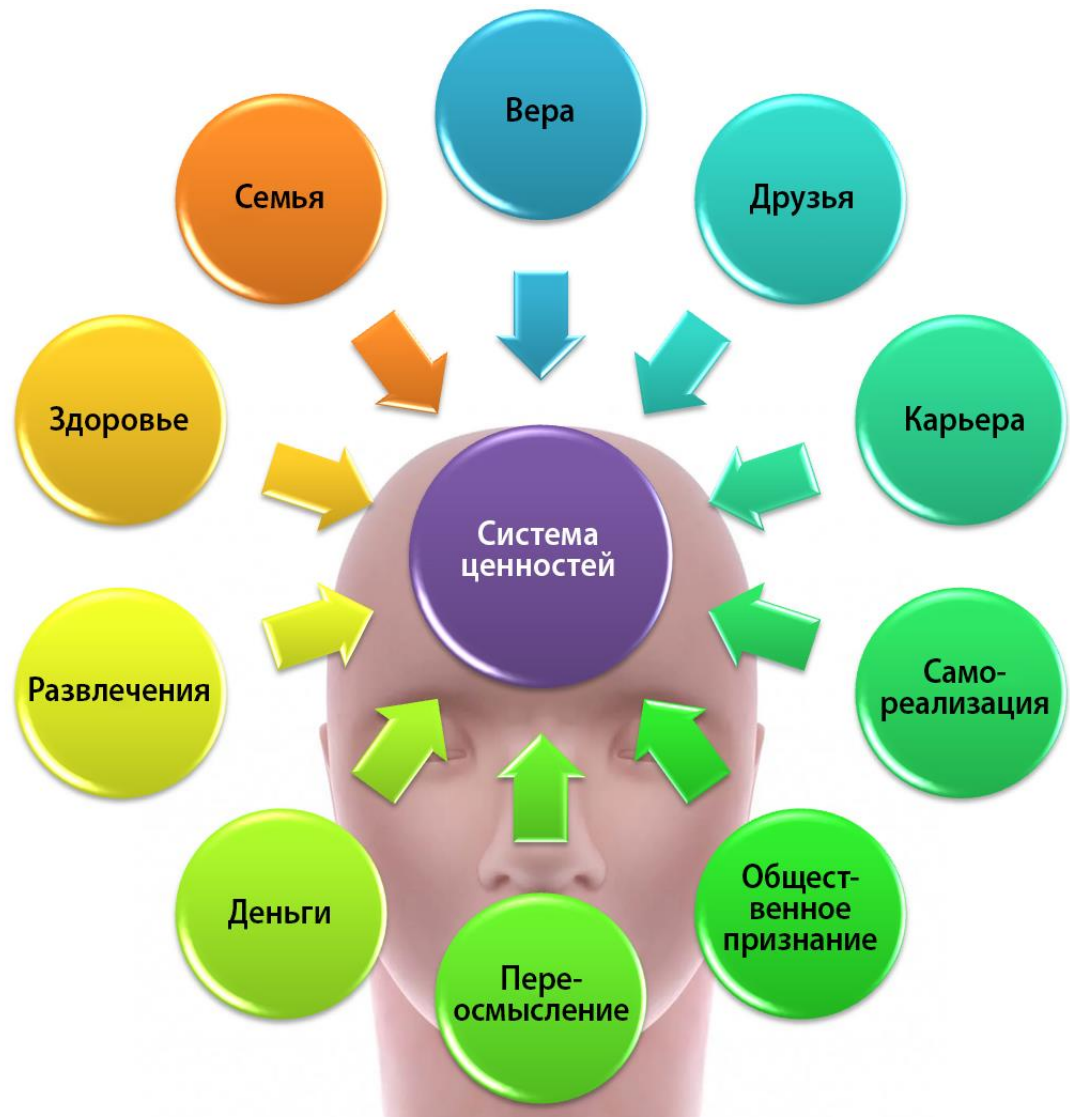 Вера
Семья
Друзья
Здоровье
Карьера
Система
ценностей
Развлечения
Само-
реализация
Деньги
Общест-
венное
признание
Пере-
осмысление